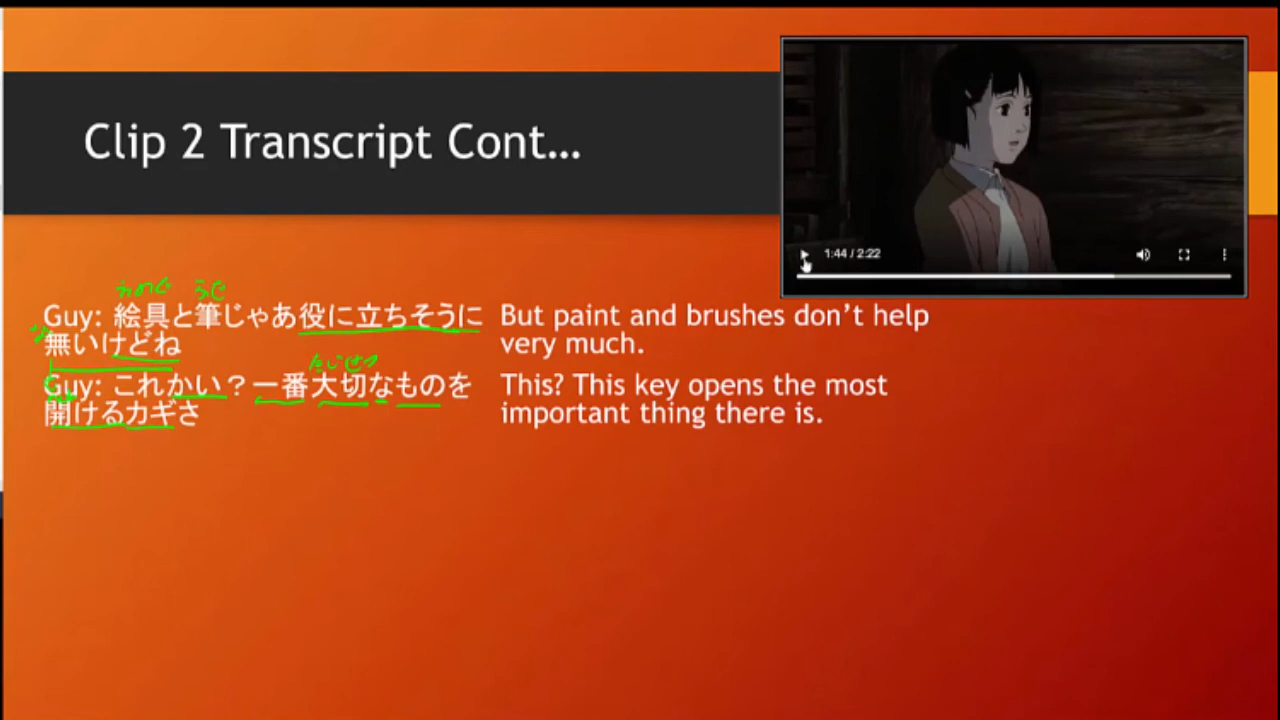 Clip 2 Transcript Cont...
1:44 / 2:22
Guy: 絵具と筆じゃあ役に立ちそうに
無いけどね
Guy: これかい？一番大切なものを
開けるカギさ
But paint and brushes don't help
very much.
This? This key opens the most
important thing there is.